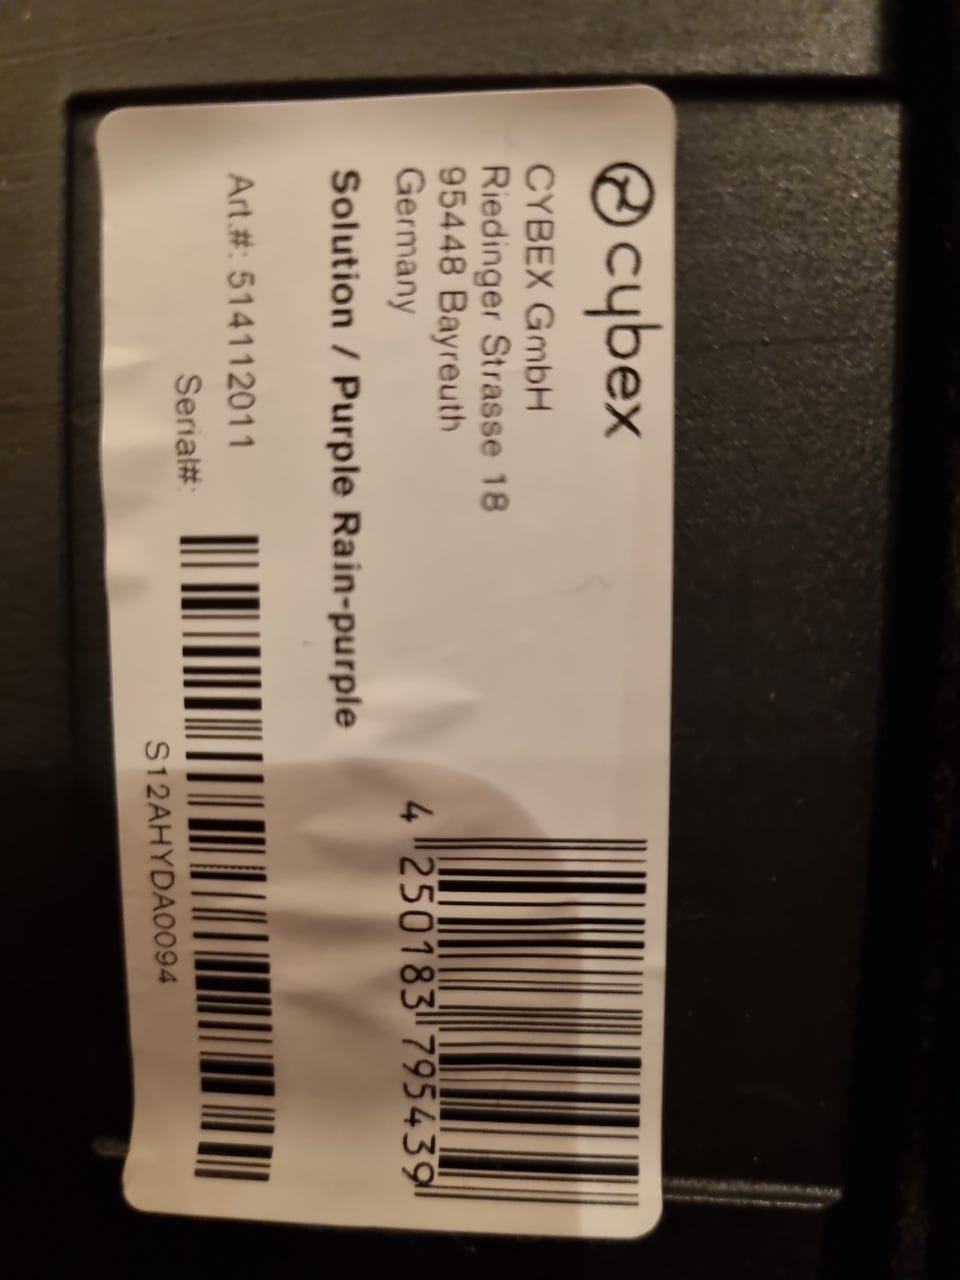 cybex
CYBEX GmbH
Riedinger Strasse 18
95448 Bayreuth
Germany
4 250183 795439
Solution / Purple Rain-purple
Art.#: 514112011
Serial#:
S12AHYDA0094